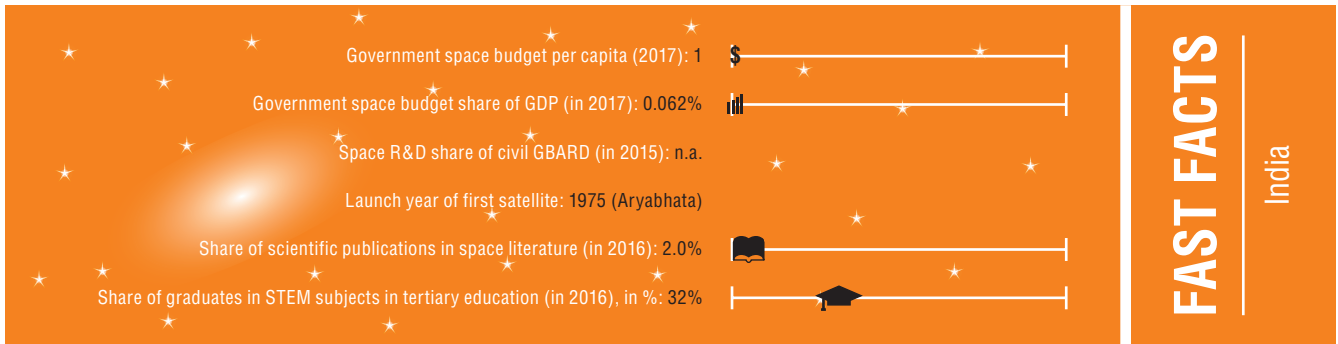 Government space budget per capita (2017): 1
$
Government space budget share of GDP (in 2017): 0.062%
Space R&D share of civil GBARD (in 2015): n.a.
Launch year of first satellite: 1975 (Aryabhata)
Share of scientific publications in space literature (in 2016): 2.0%
Share of graduates in STEM subjects in tertiary education (in 2016), in %: 32%
FAST FACTS
India